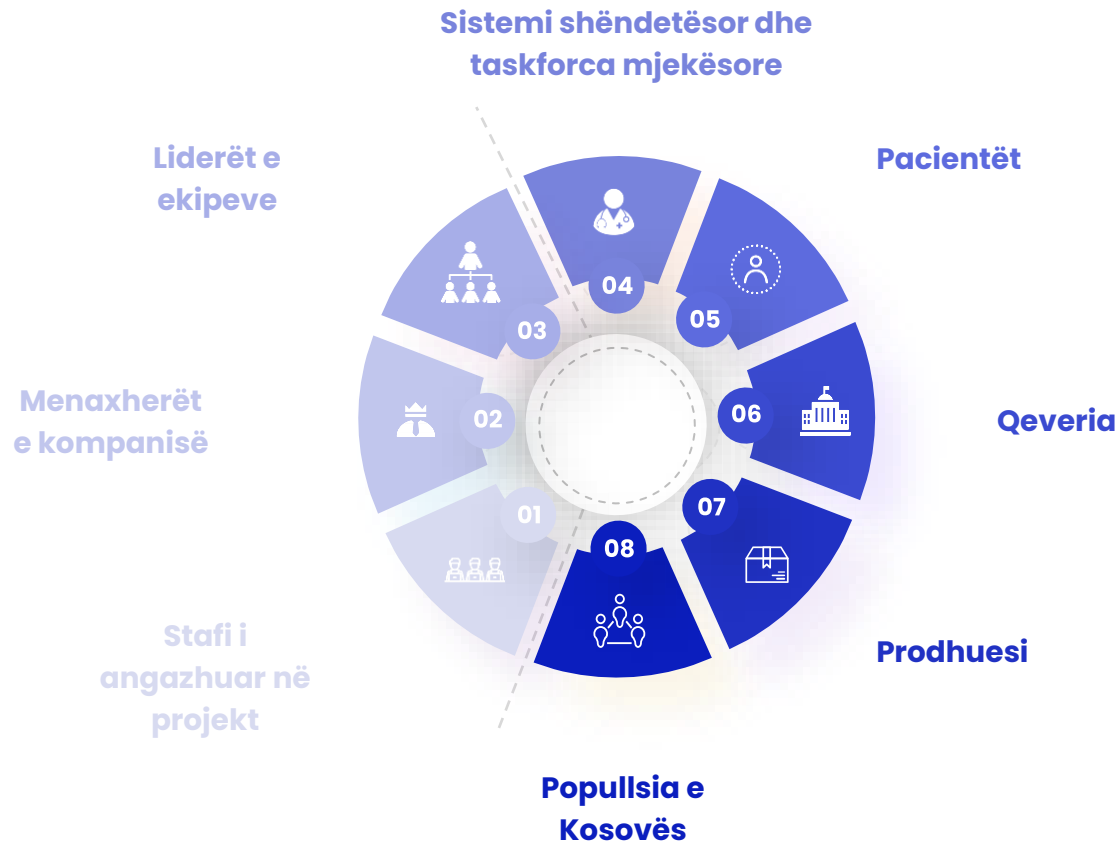 Sistemi shëndetësor dhe
taskforca mjekësore
Liderët e
ekipeve
Pacientët
04
03
05
Menaxherët
e kompanisë
02
06
Qeveria
01
07
08
Stafi i
angazhuar në
projekt
Prodhuesi
Popullsia e
Kosovës